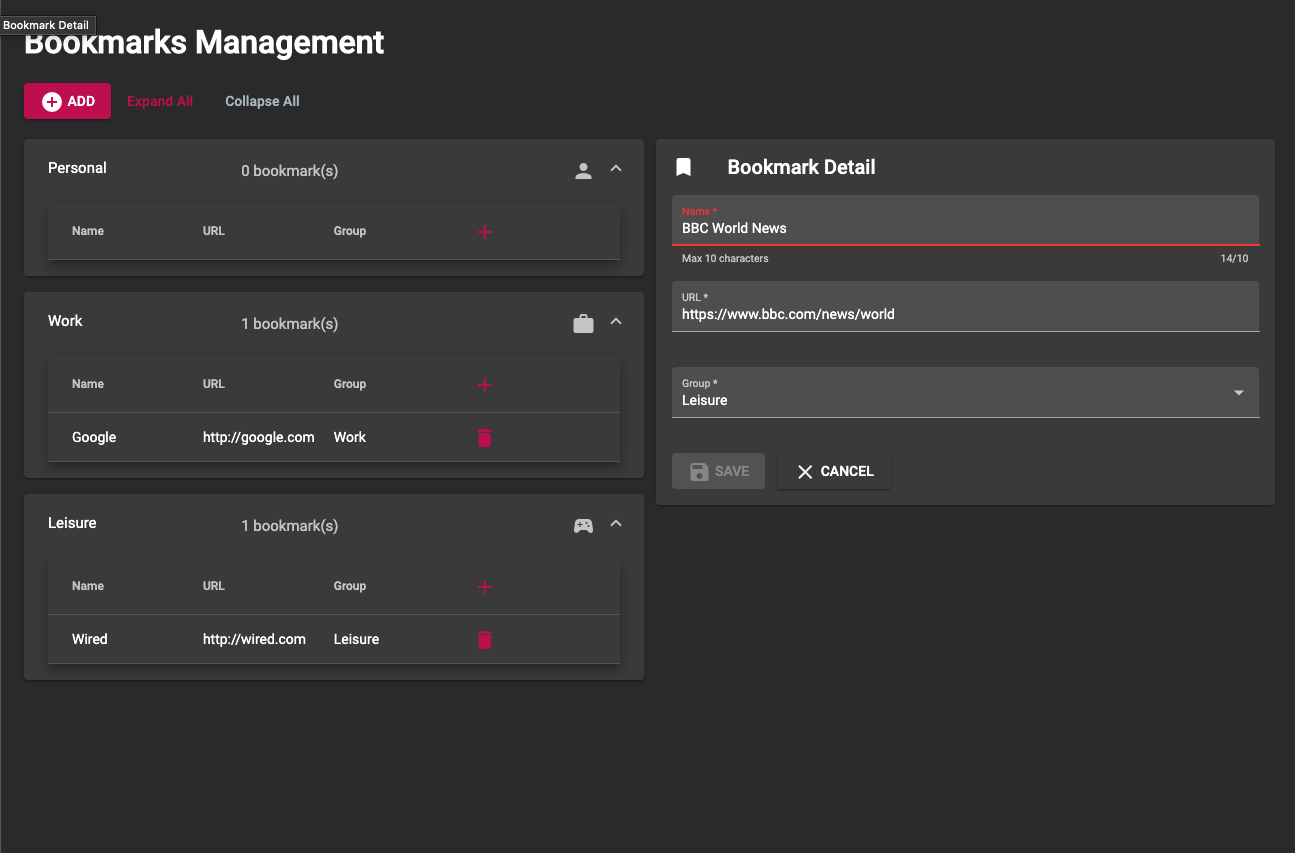 Bookmark Detail
Bookmarks Management
ADD Expand All Collapse All
Personal 0 bookmark(s)
Name URL Group
Work 1 bookmark(s)
Name URL Group
Google http://google.com Work
Leisure 1 bookmark(s)
Name URL Group
Wired http://wired.com Leisure
Bookmark Detail
Name *
BBC World News
Max 10 characters 14/10
URL *
https://www.bbc.com/news/world
Group *
Leisure
SAVE CANCEL